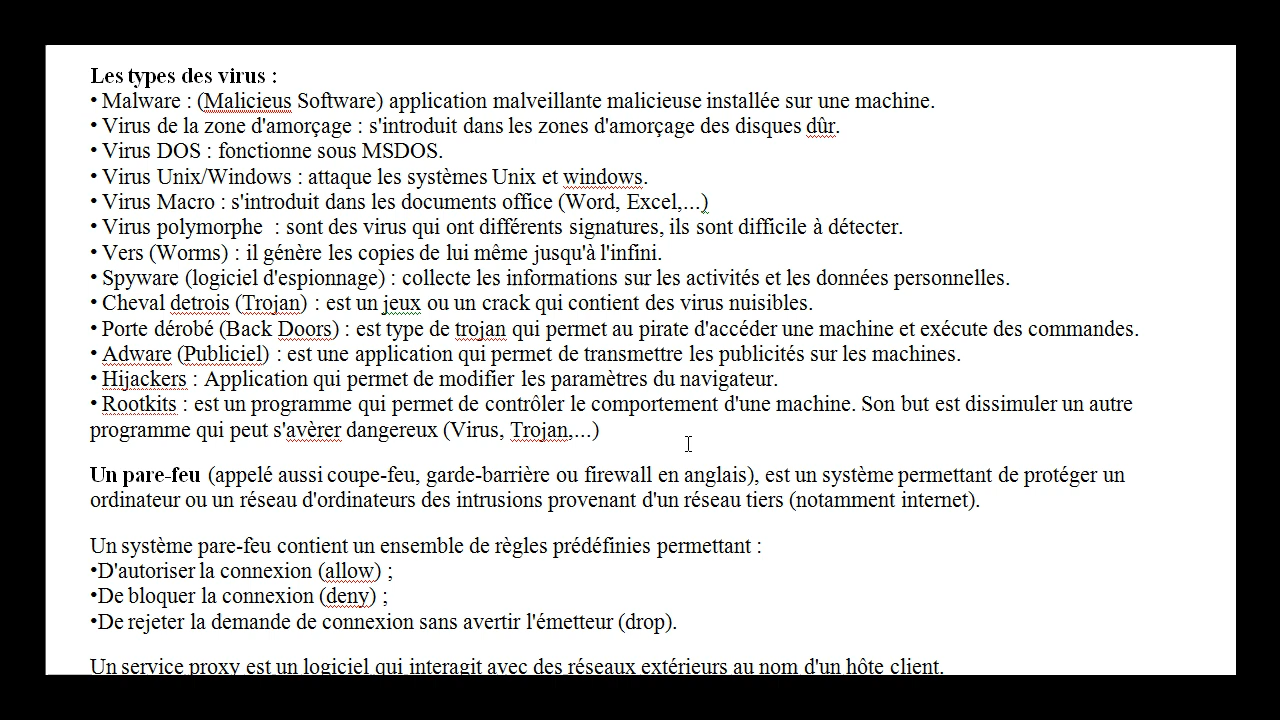 Les types des virus :
• Malware : (Malicieus Software) application malveillante malicieuse installée sur une machine.
• Virus de la zone d'amorçage : s'introduit dans les zones d'amorçage des disques dûr.
• Virus DOS : fonctionne sous MSDOS.
• Virus Unix/Windows : attaque les systèmes Unix et windows.
• Virus Macro : s'introduit dans les documents office (Word, Excel,...)
• Virus polymorphe  : sont des virus qui ont différents signatures, ils sont difficile à détecter.
• Vers (Worms) : il génère les copies de lui même jusqu'à l'infini.
• Spyware (logiciel d'espionnage) : collecte les informations sur les activités et les données personnelles.
• Cheval detrois (Trojan) : est un jeux ou un crack qui contient des virus nuisibles.
• Porte dérobé (Back Doors) : est type de trojan qui permet au pirate d'accéder une machine et exécute des commandes.
• Adware (Publiciel) : est une application qui permet de transmettre les publicités sur les machines.
• Hijackers : Application qui permet de modifier les paramètres du navigateur.
• Rootkits : est un programme qui permet de contrôler le comportement d'une machine. Son but est dissimuler un autre
programme qui peut s'avèrer dangereux (Virus, Trojan,...)
Un pare-feu (appelé aussi coupe-feu, garde-barrière ou firewall en anglais), est un système permettant de protéger un
ordinateur ou un réseau d'ordinateurs des intrusions provenant d'un réseau tiers (notamment internet).
Un système pare-feu contient un ensemble de règles prédéfinies permettant :
•D'autoriser la connexion (allow) ;
•De bloquer la connexion (deny) ;
•De rejeter la demande de connexion sans avertir l'émetteur (drop).
Un service proxy est un logiciel qui interagit avec des réseaux extérieurs au nom d'un hôte client.